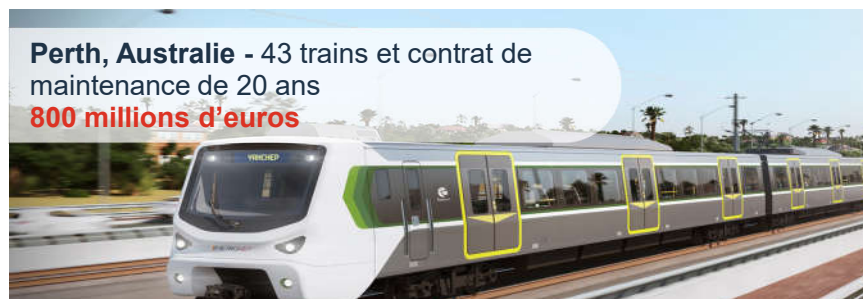 Perth, Australie - 43 trains et contrat de
maintenance de 20 ans
800 millions d’euros
YANCHEP